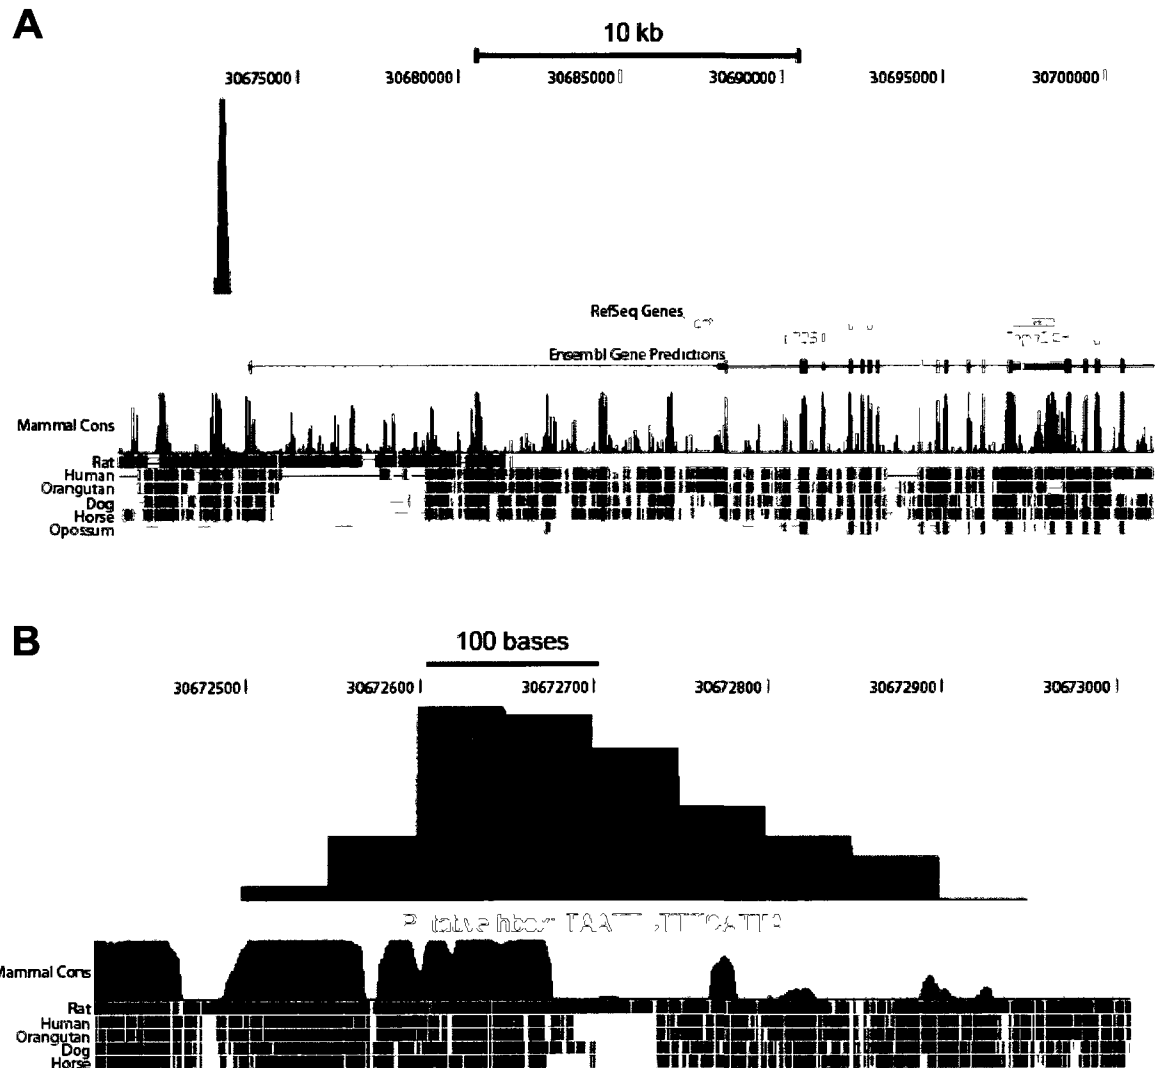 A
10 kb
30675000 30680000 30685000 30690000 30695000 30700000
RefSeq Genes
Ensembl Gene Predictions
Mammal Cons
Rat
Human
Orangutan
Dog
Horse
Opossum
B
100 bases
30672500 30672600 30672700 30672800 30672900 30673000
Mammal Cons
Rat
Human
Orangutan
Dog
Horse